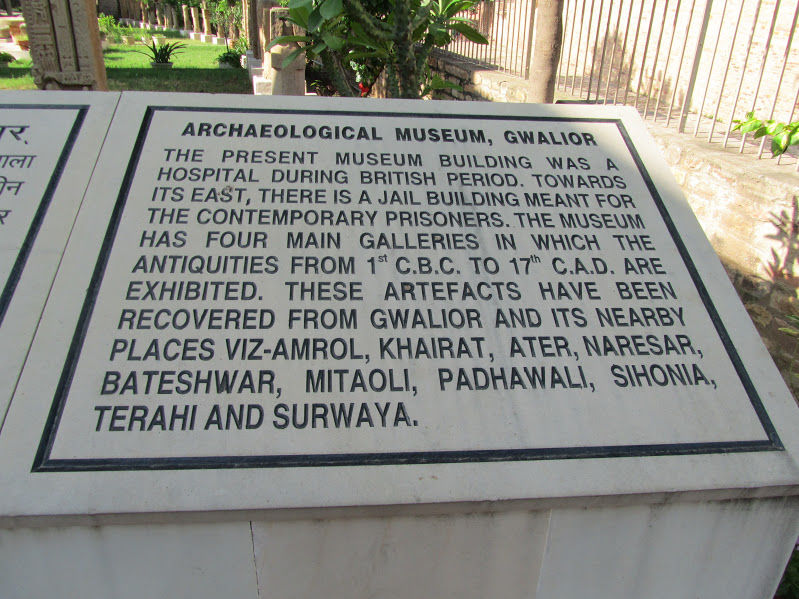 ARCHAEOLOGICAL MUSEUM, GWALIOR
THE PRESENT MUSEUM BUILDING WAS A
HOSPITAL DURING BRITISH PERIOD. TOWARDS
ITS EAST, THERE IS A JAIL BUILDING MEANT FOR
THE CONTEMPORARY PRISONERS. THE MUSEUM
HAS FOUR MAIN GALLERIES IN WHICH THE
ANTIQUITIES FROM 1st C.B.C. TO 17th C.A.D. ARE
EXHIBITED. THESE ARTEFACTS HAVE BEEN
RECOVERED FROM GWALIOR AND ITS NEARBY
PLACES VIZ-AMROL, KHAIRAT, ATER, NARESAR,
BATESHWAR, MITAOLI, PADHAWALI, SIHONIA,
TERAHI AND SURWAYA.